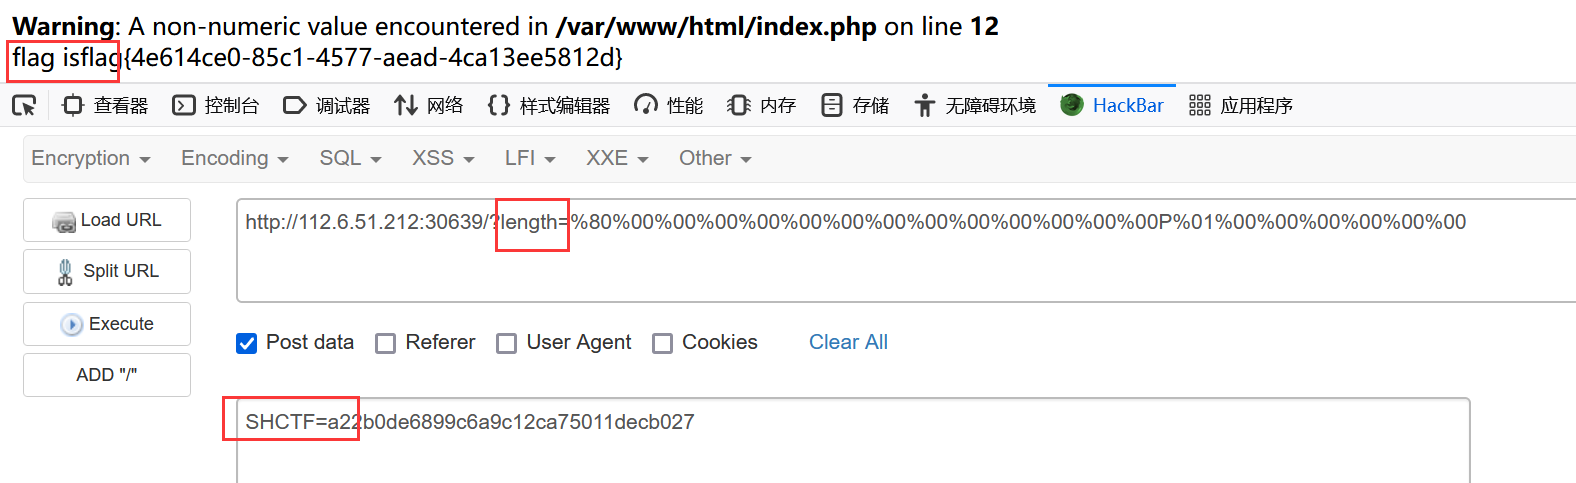 Warning: A non-numeric value encountered in /var/www/html/index.php on line 12
flag isflag{4e614ce0-85c1-4577-aead-4ca13ee5812d}
查看器 控制台 调试器 网络 样式编辑器 性能 内存 存储 无障碍环境 HackBar 应用程序
Encryption Encoding SQL XSS LFI XXE Other
Load URL
http://112.6.51.212:30639/?length=%80%00%00%00%00%00%00%00%00%00%00%00%00%00P%01%00%00%00%00%00%00
Split URL
Execute
Post data Referer User Agent Cookies Clear All
ADD "/"
SHCTF=a22b0de6899c6a9c12ca75011decb027